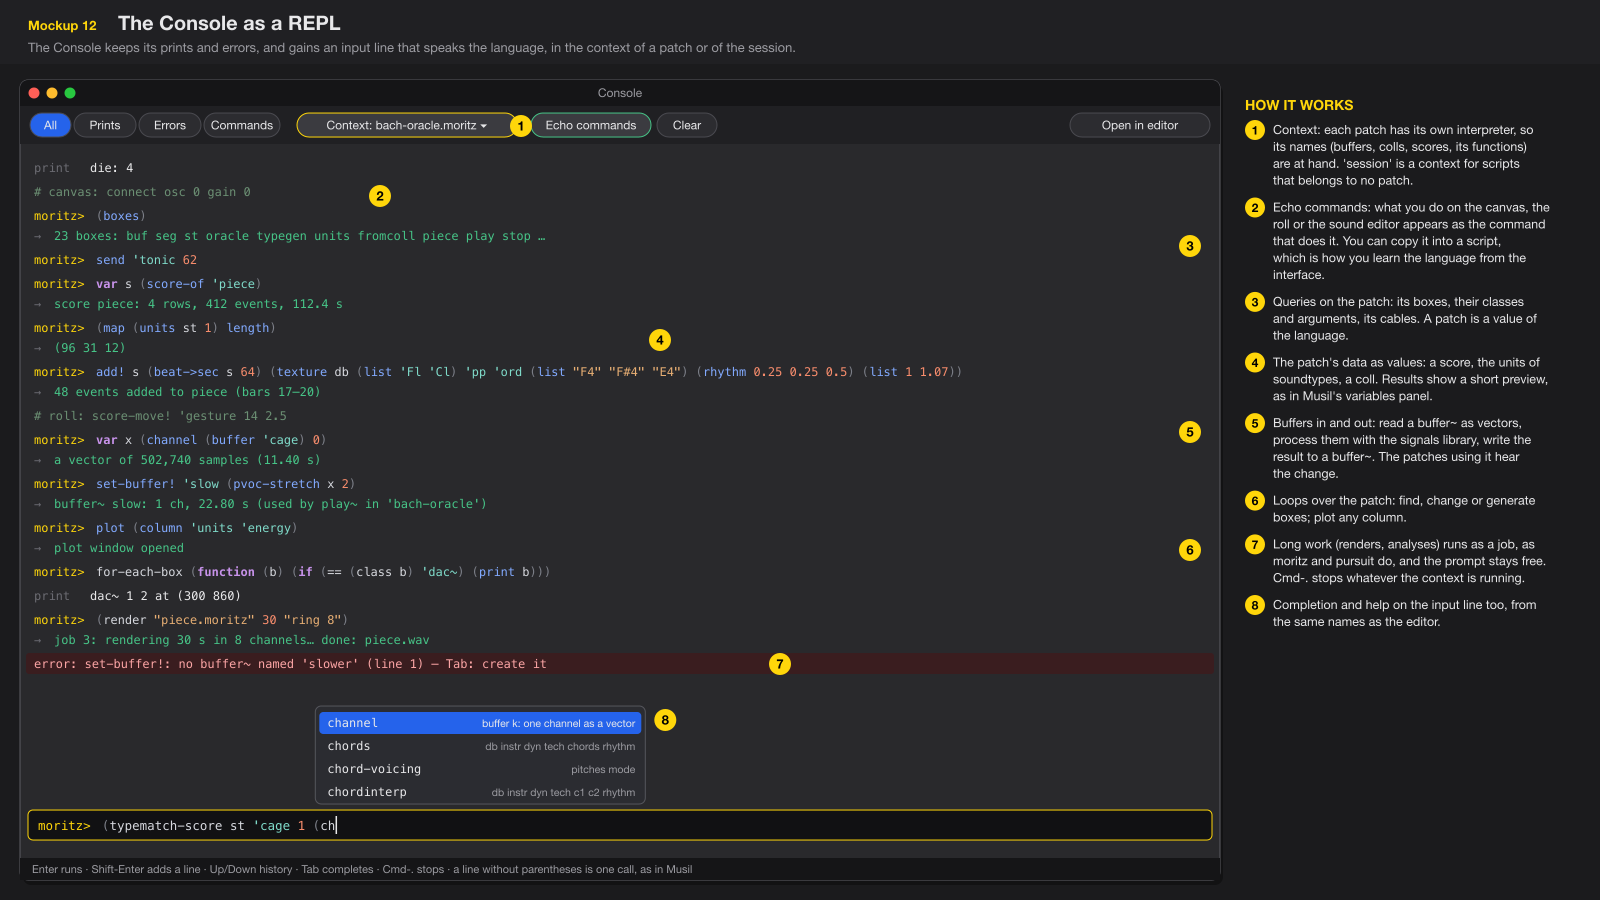 Mockup 12 The Console as a REPL
The Console keeps its prints and errors, and gains an input line that speaks the language, in the context of a patch or of the session.
Console
All Prints Errors Commands Context: bach-oracle.moritz ▾ 1 Echo commands Clear Open in editor
print die: 4
# canvas: connect osc 0 gain 0
2
moritz> (boxes)
→ 23 boxes: buf seg st oracle typegen units fromcoll piece play stop …
3
moritz> send 'tonic 62
moritz> var s (score-of 'piece)
→ score piece: 4 rows, 412 events, 112.4 s
moritz> (map (units st 1) length)
→ (96 31 12)
4
moritz> add! s (beat->sec s 64) (texture db (list 'Fl 'Cl) 'pp 'ord (list "F4" "F#4" "E4") (rhythm 0.25 0.25 0.5) (list 1 1.07))
→ 48 events added to piece (bars 17–20)
# roll: score-move! 'gesture 14 2.5
moritz> var x (channel (buffer 'cage) 0)
5
→ a vector of 502,740 samples (11.40 s)
moritz> set-buffer! 'slow (pvoc-stretch x 2)
→ buffer~ slow: 1 ch, 22.80 s (used by play~ in 'bach-oracle')
moritz> plot (column 'units 'energy)
→ plot window opened
6
moritz> for-each-box (function (b) (if (== (class b) 'dac~) (print b)))
print dac~ 1 2 at (300 860)
moritz> (render "piece.moritz" 30 "ring 8")
→ job 3: rendering 30 s in 8 channels… done: piece.wav
error: set-buffer!: no buffer~ named 'slower' (line 1) — Tab: create it
7
channel buffer k: one channel as a vector
8
chords db instr dyn tech chords rhythm
chord-voicing pitches mode
chordinterp db instr dyn tech c1 c2 rhythm
moritz> (typematch-score st 'cage 1 (ch
Enter runs · Shift-Enter adds a line · Up/Down history · Tab completes · Cmd-. stops · a line without parentheses is one call, as in Musil
HOW IT WORKS
1 Context: each patch has its own interpreter, so
its names (buffers, colls, scores, its functions)
are at hand. 'session' is a context for scripts
that belongs to no patch.
2 Echo commands: what you do on the canvas, the
roll or the sound editor appears as the command
that does it. You can copy it into a script,
which is how you learn the language from the
interface.
3 Queries on the patch: its boxes, their classes
and arguments, its cables. A patch is a value of
the language.
4 The patch's data as values: a score, the units of
soundtypes, a coll. Results show a short preview,
as in Musil's variables panel.
5 Buffers in and out: read a buffer~ as vectors,
process them with the signals library, write the
result to a buffer~. The patches using it hear
the change.
6 Loops over the patch: find, change or generate
boxes; plot any column.
7 Long work (renders, analyses) runs as a job, as
moritz and pursuit do, and the prompt stays free.
Cmd-. stops whatever the context is running.
8 Completion and help on the input line too, from
the same names as the editor.